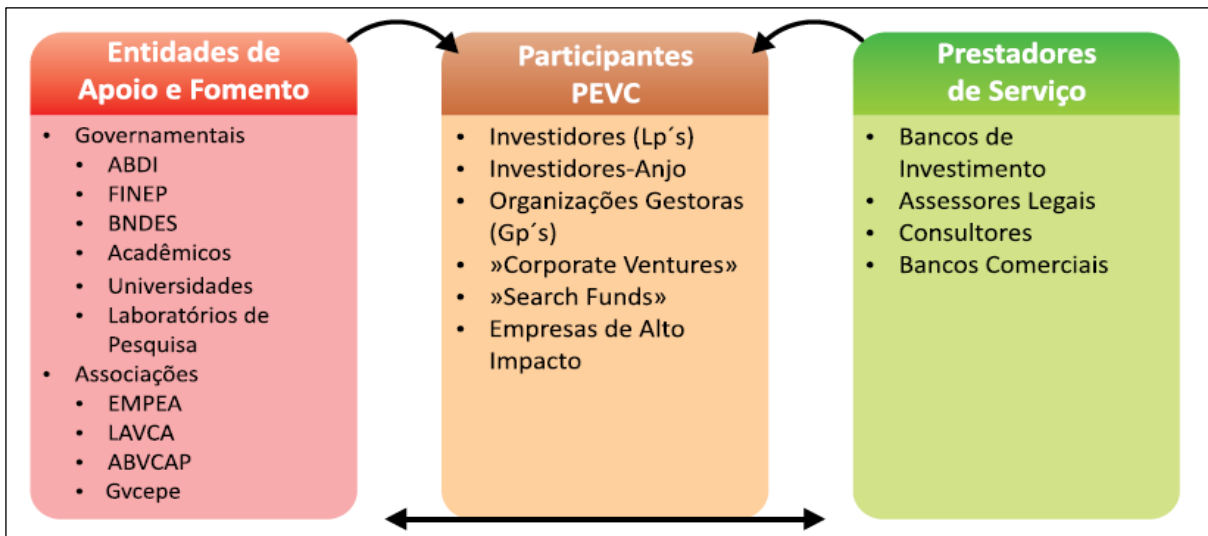 Entidades de
Apoio e Fomento
• Governamentais
• ABDI
• FINEP
• BNDES
• Acadêmicos
• Universidades
• Laboratórios de
Pesquisa
• Associações
• EMPEA
• LAVCA
• ABVCAP
• Gvcepe
Participantes
PEVC
• Investidores (Lp´s)
• Investidores-Anjo
• Organizações Gestoras
(Gp´s)
• »Corporate Ventures»
• »Search Funds»
• Empresas de Alto
Impacto
Prestadores
de Serviço
• Bancos de
Investimento
• Assessores Legais
• Consultores
• Bancos Comerciais